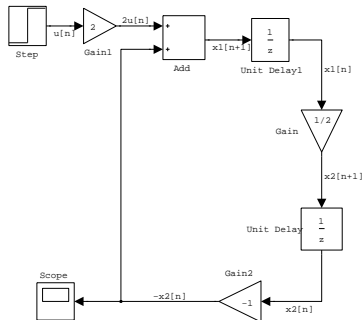 2
2u[n]
+
+
Step
u[n]
Gain1
Add
x1[n+1]
1
z
Unit Delay1
x1[n]
1/2
Gain
x2[n+1]
1
z
Unit Delay
x2[n]
Gain2
-1
-x2[n]
Scope